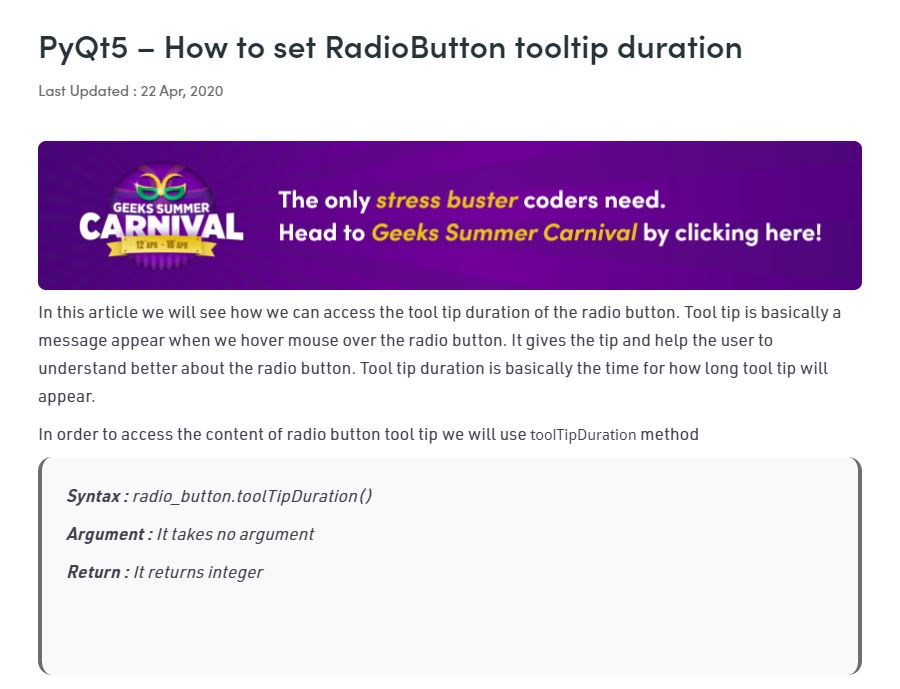 PyQt5 – How to set RadioButton tooltip duration
Last Updated : 22 Apr, 2020
GEEKS SUMMER
CARNIVAL
12 APR - 18 APR
The only stress buster coders need.
Head to Geeks Summer Carnival by clicking here!
In this article we will see how we can access the tool tip duration of the radio button. Tool tip is basically a
message appear when we hover mouse over the radio button. It gives the tip and help the user to
understand better about the radio button. Tool tip duration is basically the time for how long tool tip will
appear.
In order to access the content of radio button tool tip we will use toolTipDuration method
Syntax : radio_button.toolTipDuration()
Argument : It takes no argument
Return : It returns integer